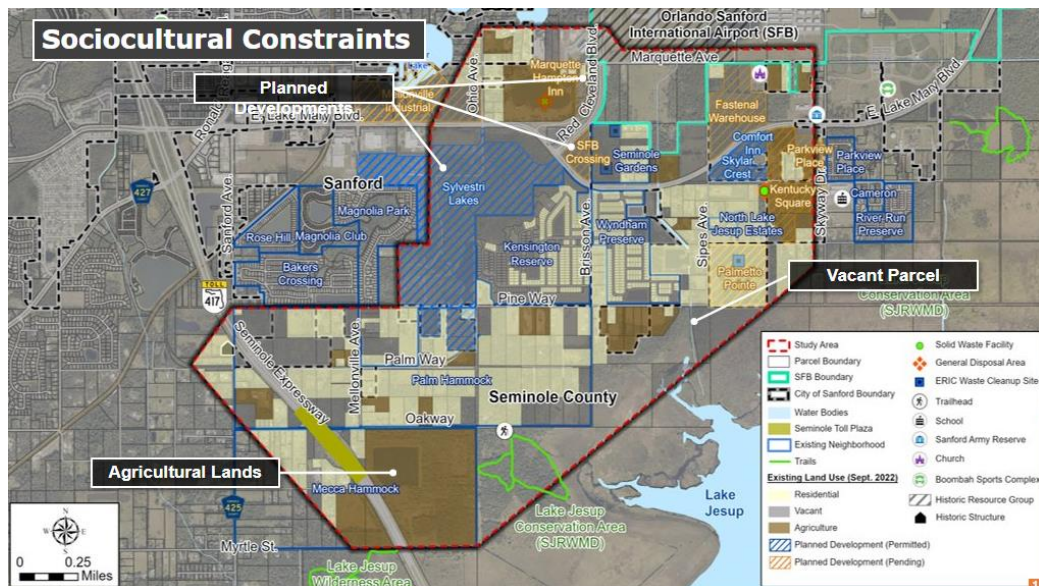 Sociocultural Constraints
Orlando Sanford
International Airport (SFB)
Marquette Ave
Planned
Developments
Marquette
Hampton
Inn
Ohio Ave.
Red Cleveland Blvd.
Lake
Industrial
E. Lake Mary Blvd.
E. Lake Mary Blvd.
Fastenal
Warehouse
SFB
Crossing
Seminole
Gardens
Comfort
Inn
Skylar
Crest
Parkview
Place
Parkview
Place
Sanford
427
Sanford Ave.
Sylvestri
Lakes
Magnolia Park
Rose Hill
Magnolia Club
Bakers
Crossing
Kensington
Reserve
Brisson Ave.
Wyndham
Preserve
Sipes Ave.
North Lake
Jesup Estates
Kentucky
Square
Skyway Dr.
Cameron
River Run
Preserve
Palmetto
Pointe
Vacant Parcel
Conservation Area
(SJRWMD)
TOLL
417
Pine Way
Seminole Expressway
Mellonville Ave.
Palm Way
Palm Hammock
Seminole County
Oakway
Agricultural Lands
Mecca Hammock
425
Myrtle St.
Lake Jesup
Conservation Area
(SJRWMD)
Lake
Jesup
Lake Jesup
Wilderness Area
N
W
E
S
0 0.25
Miles
Study Area
Parcel Boundary
SFB Boundary
City of Sanford Boundary
Water Bodies
Seminole Toll Plaza
Existing Neighborhood
Trails
Existing Land Use (Sept. 2022)
Residential
Vacant
Agriculture
Planned Development (Permitted)
Planned Development (Pending)
Solid Waste Facility
General Disposal Area
ERIC Waste Cleanup Site
Trailhead
School
Sanford Army Reserve
Church
Boombah Sports Complex
Historic Resource Group
Historic Structure